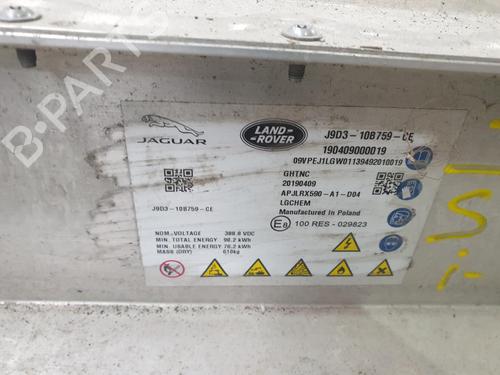 JAGUAR
LAND-
ROVER
J9D3-10B759-CE
190409000019
09VPEJ1LGW01139492010019
GHTNC
20190409
APJLRX590-A1-D04
LGCHEM
Manufactured in Poland
E8 100 RES-029823
J9D3-10B759-CE
NOM. VOLTAGE 388.8 VDC
MIN. TOTAL ENERGY 90.2 kWh
MIN. USABLE ENERGY 76.2 kWh
MASS (DRY) 610kg
B-PARTS